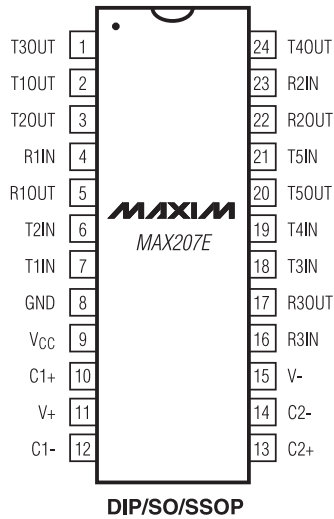 T3OUT 1 24 T4OUT
T1OUT 2 23 R2IN
T2OUT 3 22 R2OUT
R1IN 4 21 T5IN
R1OUT 5 20 T5OUT
MAXIM
T2IN 6 19 T4IN
MAX207E
T1IN 7 18 T3IN
GND 8 17 R3OUT
VCC 9 16 R3IN
C1+ 10 15 V-
V+ 11 14 C2-
C1- 12 13 C2+
DIP/SO/SSOP